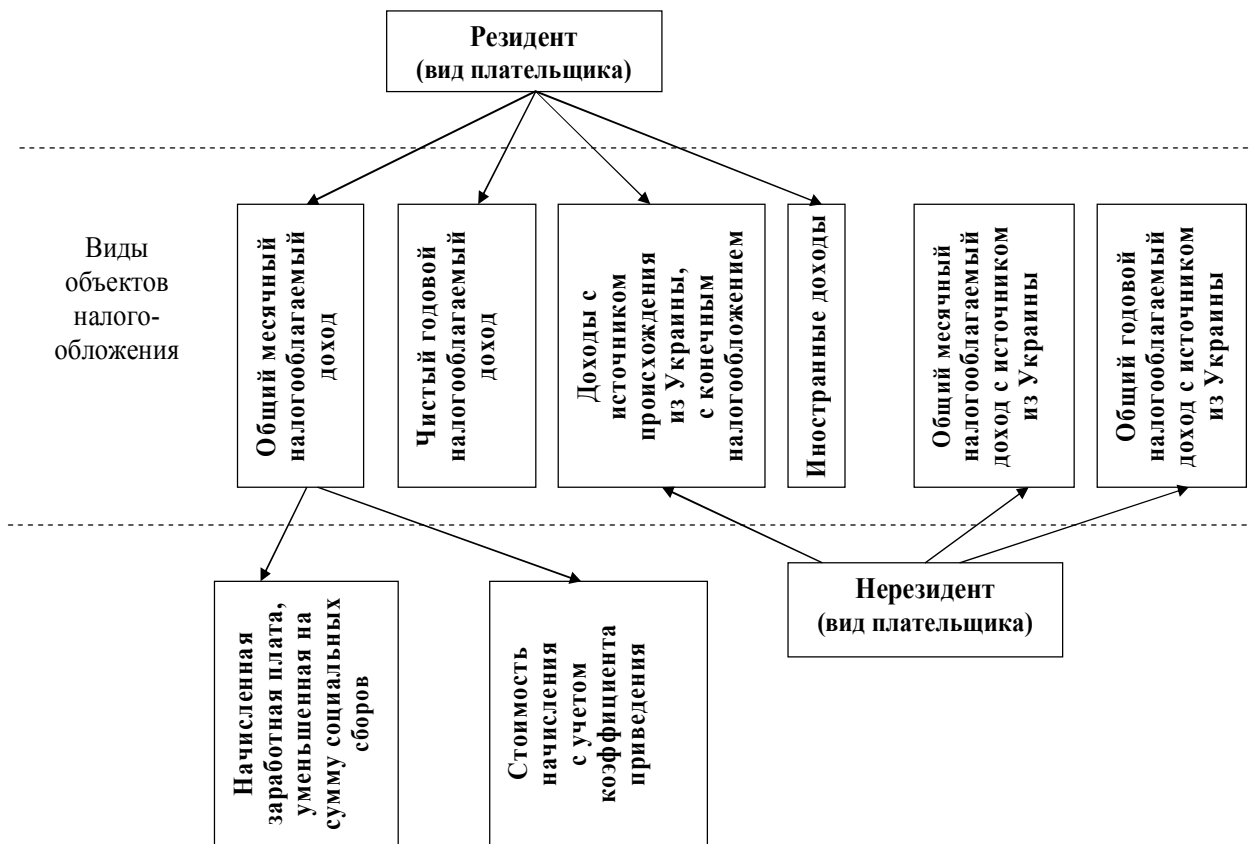 Резидент
(вид плательщика)
Виды
объектов
налого-
обложения
Общий месячный
налогооблагаемый
доход
Чистый годовой
налогооблагаемый
доход
Доходы с
источником
происхождения
из Украины,
с конечным
налогообложением
Иностранные доходы
Общий месячный
налогооблагаемый
доход с источником
из Украины
Общий годовой
налогооблагаемый
доход с источником
из Украины
Начисленная
заработная плата,
уменьшенная на
сумму социальных
сборов
Стоимость
начисления
с учетом
коэффициента
приведения
Нерезидент
(вид плательщика)